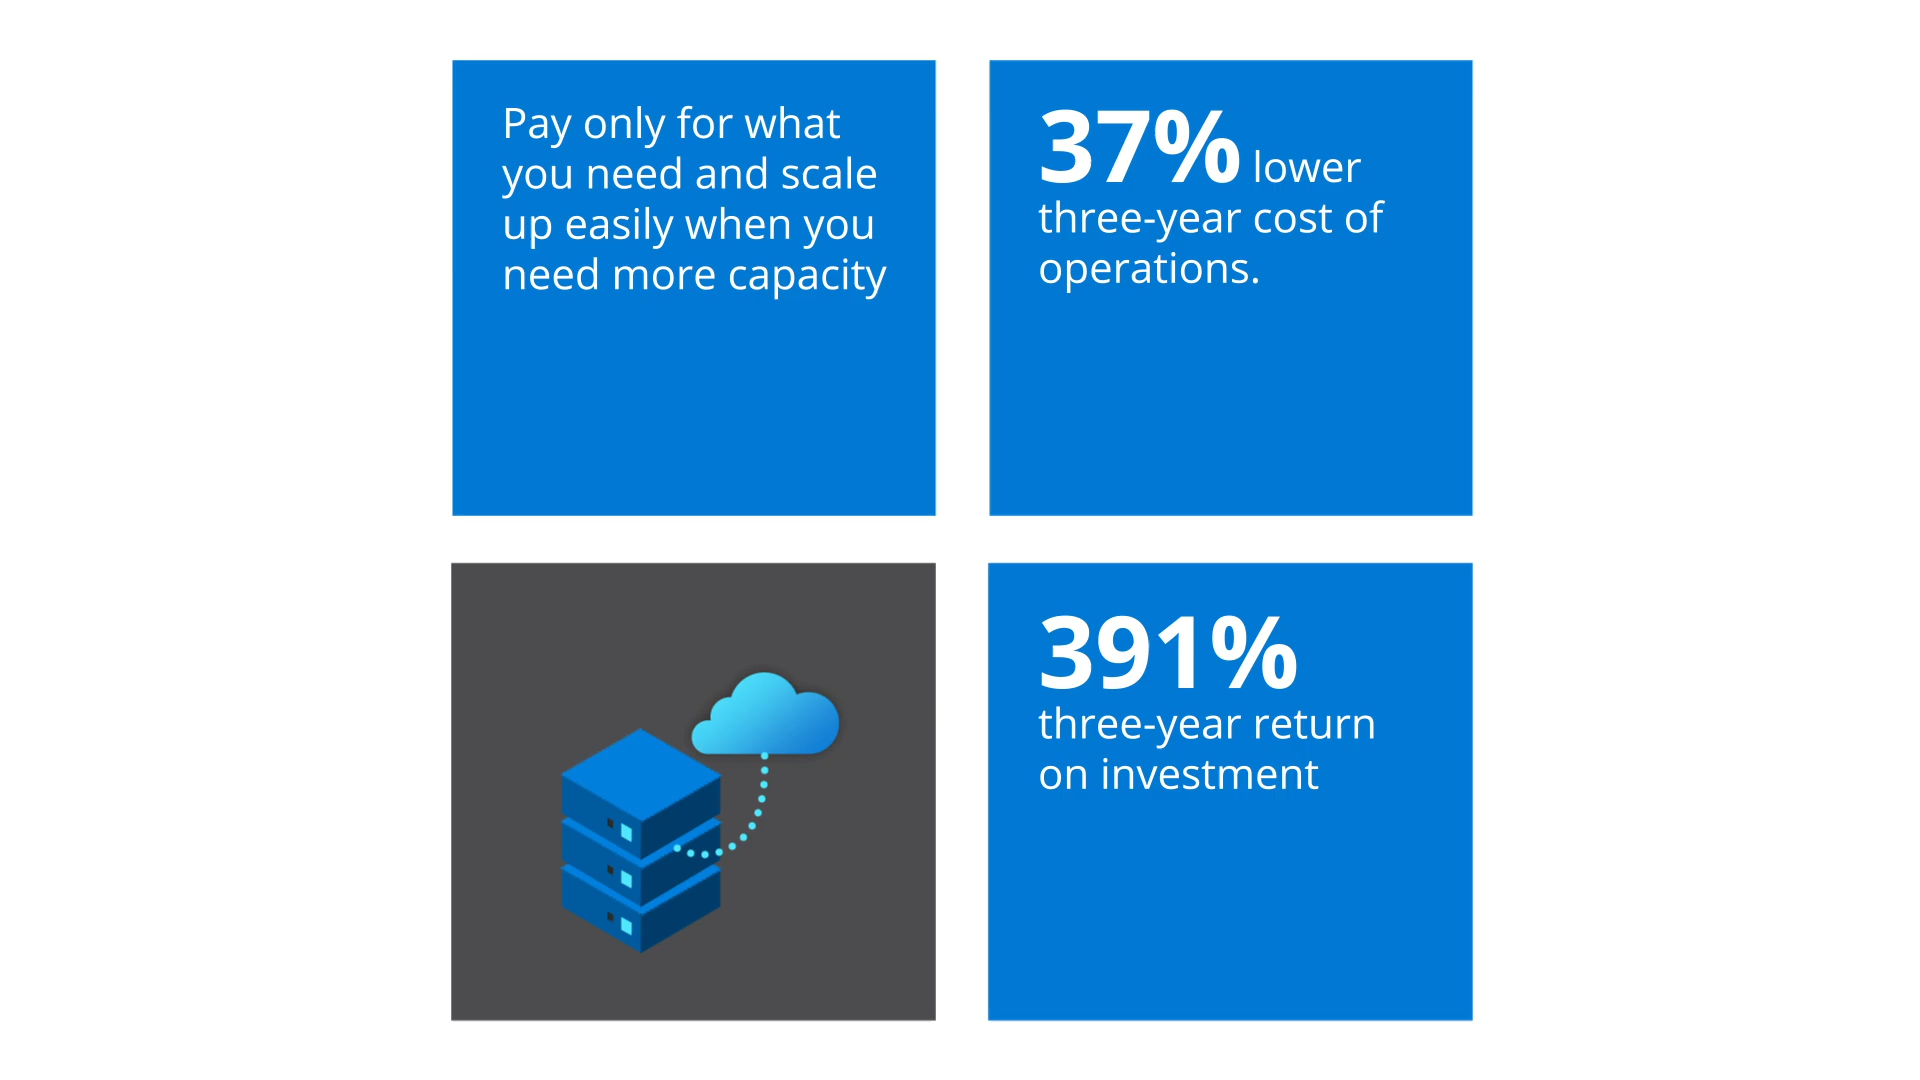 Pay only for what
you need and scale
up easily when you
need more capacity
37% lower
three-year cost of
operations.
391%
three-year return
on investment